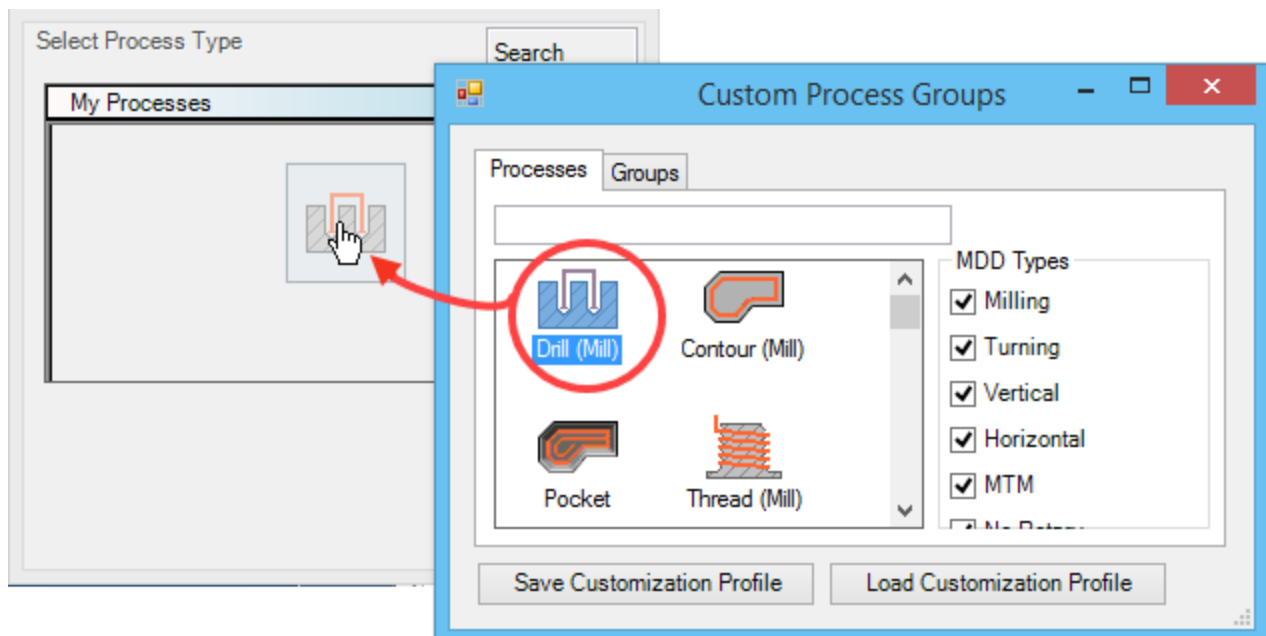 Select Process Type
Search
My Processes
Custom Process Groups
Processes
Groups
MDD Types
Drill (Mill)
Contour (Mill)
Milling
Turning
Vertical
Horizontal
MTM
Pocket
Thread (Mill)
Save Customization Profile
Load Customization Profile